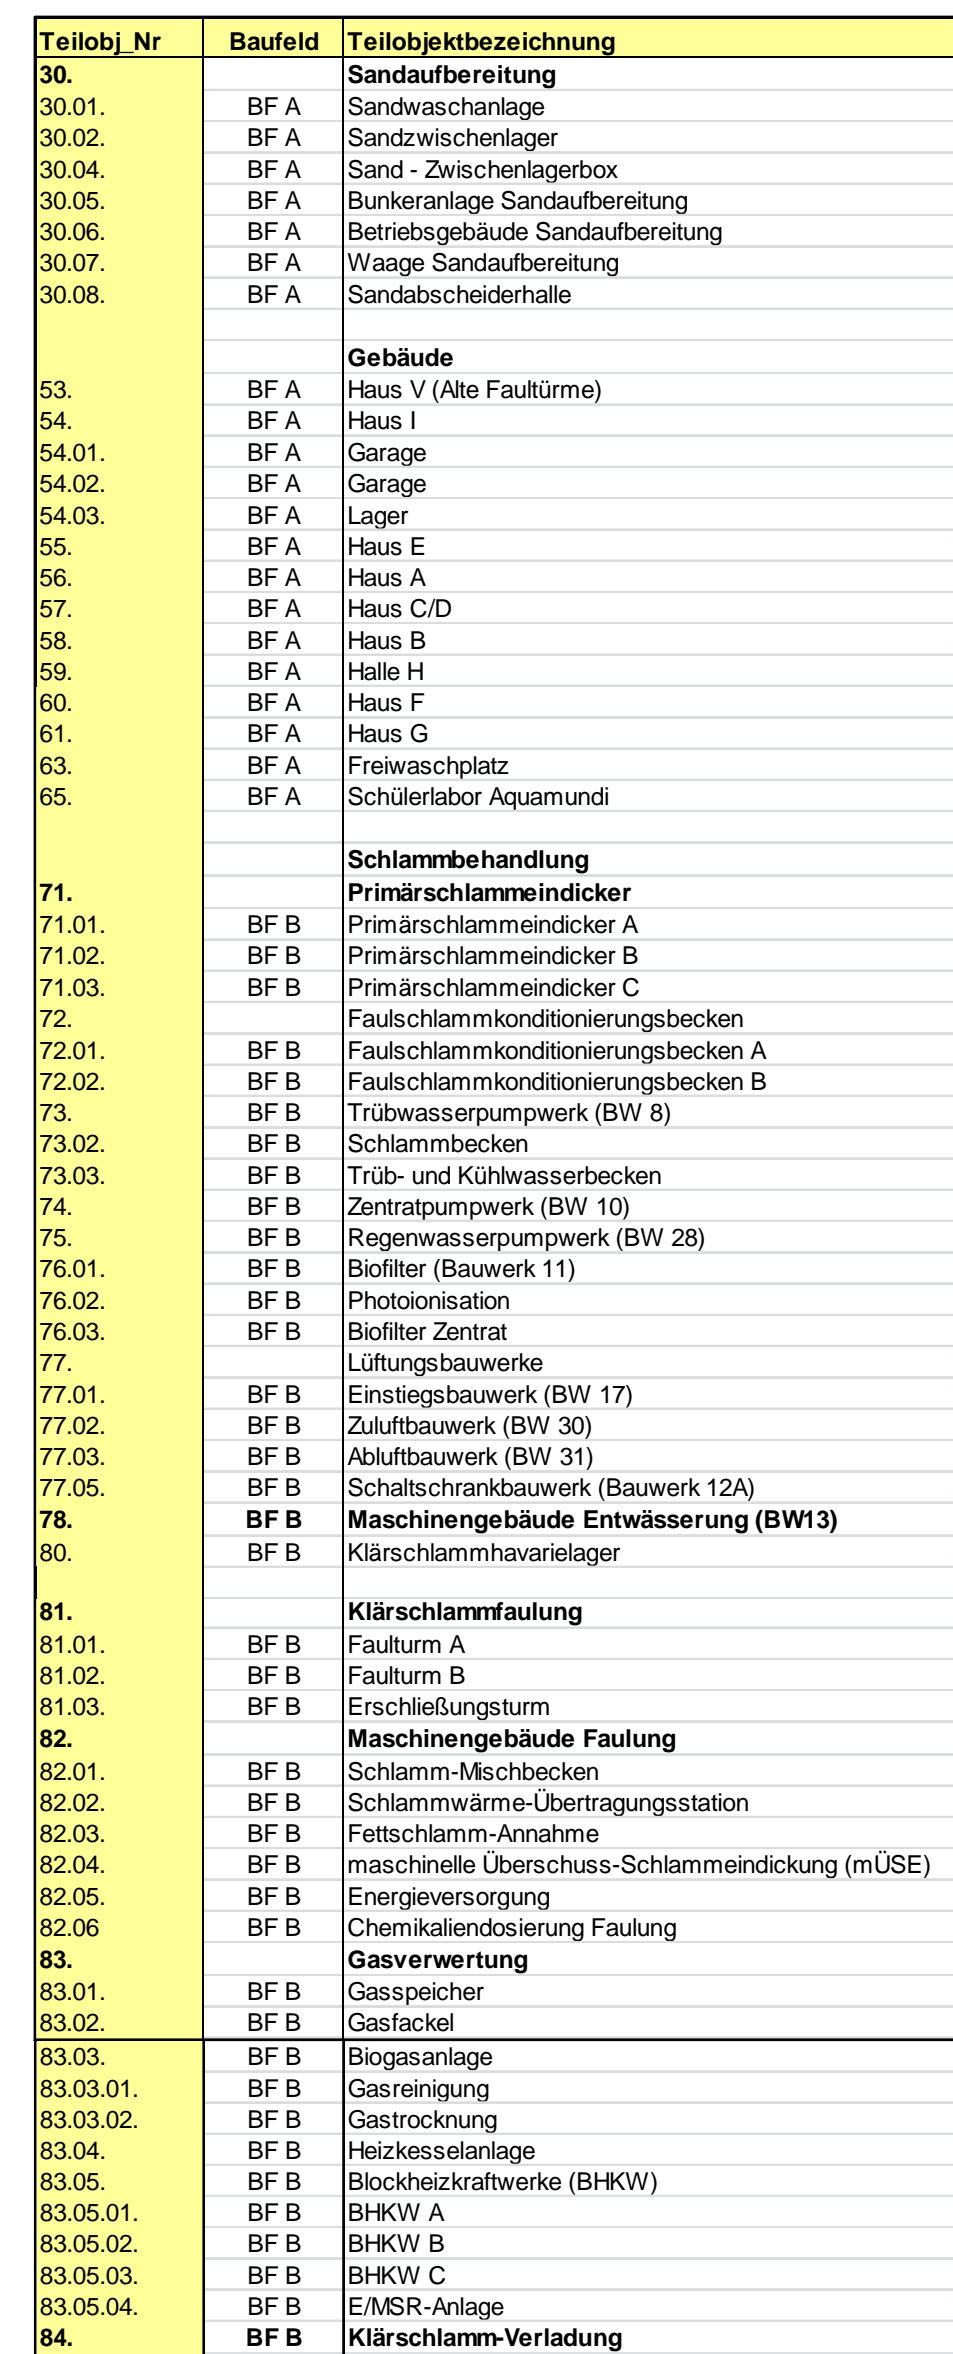 Teilobj_Nr Baufeld Teilobjektbezeichnung
30. Sandaufbereitung
30.01. BF A Sandwaschanlage
30.02. BF A Sandzwischenlager
30.04. BF A Sand - Zwischenlagerbox
30.05. BF A Bunkeranlage Sandaufbereitung
30.06. BF A Betriebsgebäude Sandaufbereitung
30.07. BF A Waage Sandaufbereitung
30.08. BF A Sandabscheiderhalle
Gebäude
53. BF A Haus V (Alte Faultürme)
54. BF A Haus I
54.01. BF A Garage
54.02. BF A Garage
54.03. BF A Lager
55. BF A Haus E
56. BF A Haus A
57. BF A Haus C/D
58. BF A Haus B
59. BF A Halle H
60. BF A Haus F
61. BF A Haus G
63. BF A Freiwaschplatz
65. BF A Schülerlabor Aquamundi
Schlammbehandlung
71. Primärschlammeindicker
71.01. BF B Primärschlammeindicker A
71.02. BF B Primärschlammeindicker B
71.03. BF B Primärschlammeindicker C
72. Faulschlammkonditionierungsbecken
72.01. BF B Faulschlammkonditionierungsbecken A
72.02. BF B Faulschlammkonditionierungsbecken B
73. BF B Trübwasserpumpwerk (BW 8)
73.02. BF B Schlammbecken
73.03. BF B Trüb- und Kühlwasserbecken
74. BF B Zentratpumpwerk (BW 10)
75. BF B Regenwasserpumpwerk (BW 28)
76.01. BF B Biofilter (Bauwerk 11)
76.02. BF B Photoionisation
76.03. BF B Biofilter Zentrat
77. Lüftungsbauwerke
77.01. BF B Einstiegsbauwerk (BW 17)
77.02. BF B Zuluftbauwerk (BW 30)
77.03. BF B Abluftbauwerk (BW 31)
77.05. BF B Schaltschrankbauwerk (Bauwerk 12A)
78. BF B Maschinengebäude Entwässerung (BW13)
80. BF B Klärschlammhavarielager
81. Klärschlammfaulung
81.01. BF B Faulturm A
81.02. BF B Faulturm B
81.03. BF B Erschließungsturm
82. Maschinengebäude Faulung
82.01. BF B Schlamm-Mischbecken
82.02. BF B Schlammwärme-Übertragungsstation
82.03. BF B Fettschlamm-Annahme
82.04. BF B maschinelle Überschuss-Schlammeindickung (mÜSE)
82.05. BF B Energieversorgung
82.06 BF B Chemikaliendosierung Faulung
83. Gasverwertung
83.01. BF B Gasspeicher
83.02. BF B Gasfackel
83.03. BF B Biogasanlage
83.03.01. BF B Gasreinigung
83.03.02. BF B Gastrocknung
83.04. BF B Heizkesselanlage
83.05. BF B Blockheizkraftwerke (BHKW)
83.05.01. BF B BHKW A
83.05.02. BF B BHKW B
83.05.03. BF B BHKW C
83.05.04. BF B E/MSR-Anlage
84. BF B Klärschlamm-Verladung